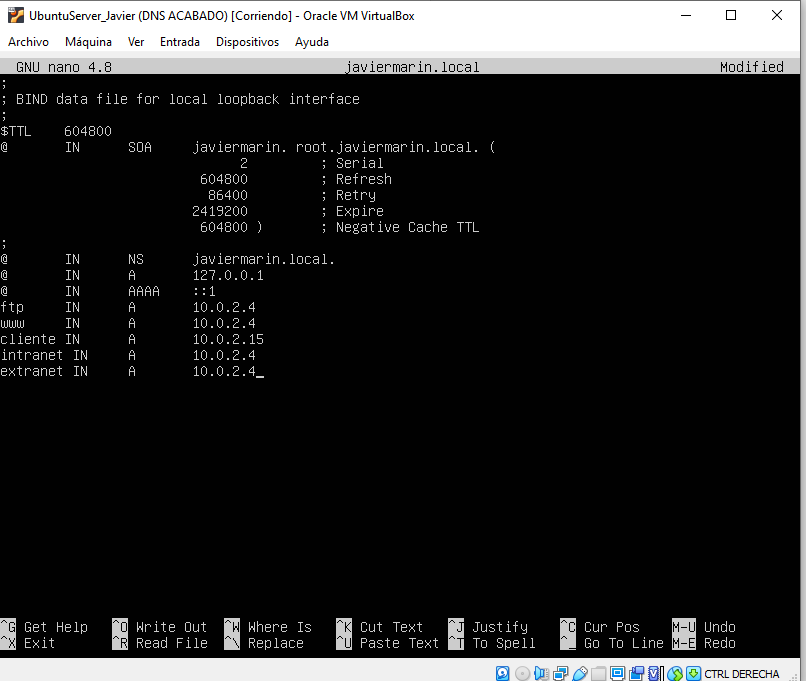 UbuntuServer_Javier (DNS ACABADO) [Corriendo] - Oracle VM VirtualBox
Archivo Máquina Ver Entrada Dispositivos Ayuda
GNU nano 4.8 javiermarin.local Modified
;
; BIND data file for local loopback interface
;
$TTL 604800
@ IN SOA javiermarin. root.javiermarin.local. (
2 ; Serial
604800 ; Refresh
86400 ; Retry
2419200 ; Expire
604800 ) ; Negative Cache TTL
;
@ IN NS javiermarin.local.
@ IN A 127.0.0.1
@ IN AAAA ::1
ftp IN A 10.0.2.4
www IN A 10.0.2.4
cliente IN A 10.0.2.15
intranet IN A 10.0.2.4
extranet IN A 10.0.2.4_
^G Get Help ^O Write Out ^W Where Is ^K Cut Text ^J Justify ^C Cur Pos M-U Undo
^X Exit ^R Read File ^\ Replace ^U Paste Text ^T To Spell ^_ Go To Line M-E Redo
CTRL DERECHA